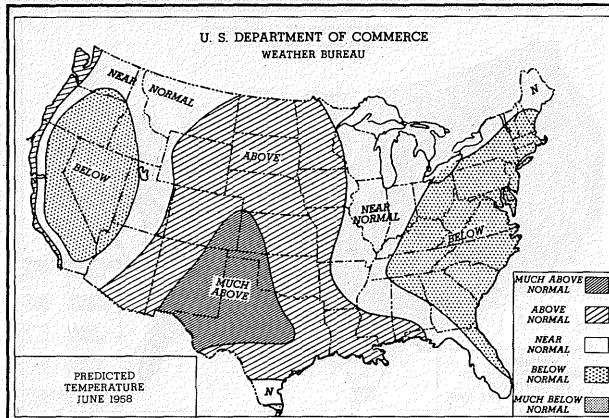 U. S. DEPARTMENT OF COMMERCE
WEATHER BUREAU
NEAR
NORMAL
N
BELOW
ABOVE
NEAR
NORMAL
BELOW
MUCH
ABOVE
N
MUCH ABOVE
NORMAL
ABOVE
NORMAL
NEAR
NORMAL
BELOW
NORMAL
MUCH BELOW
NORMAL
PREDICTED
TEMPERATURE
JUNE 1958